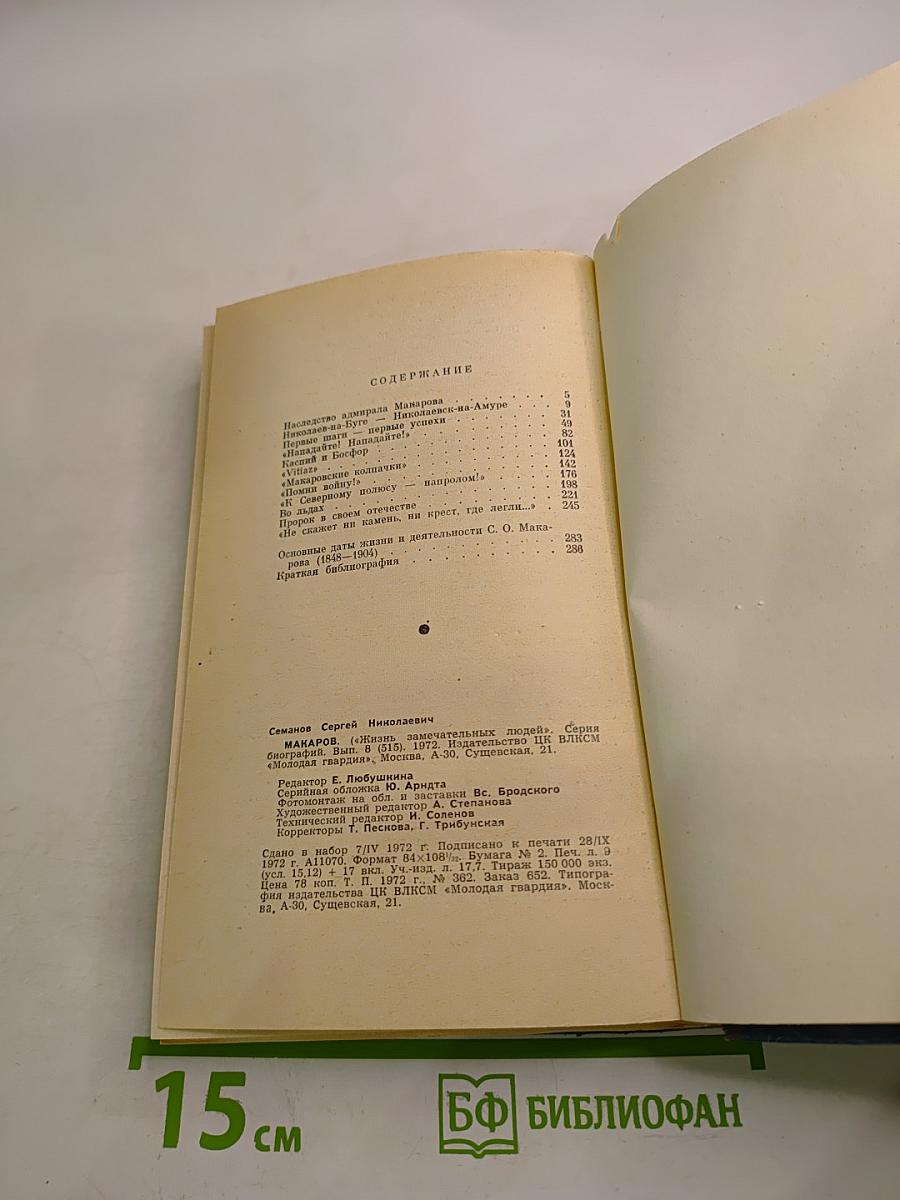 СОДЕРЖАНИЕ
Наследство адмирала Макарова . . . . . . . 5
Николаев-на-Буге — Николаевск-на-Амуре . . . 9
Первые шаги — первые успехи . . . . . . . 31
«Нападайте! Нападайте!» . . . . . . . . 49
Каспий и Босфор . . . . . . . . . . 82
«Vitiaz» . . . . . . . . . . . . 101
«Макаровские колпачки» . . . . . . . . 124
«Помни войну!» . . . . . . . . . . 142
«К Северному полюсу — напролом!» . . . . . 176
Во льдах . . . . . . . . . . . . 198
Пророк в своем отечестве . . . . . . . . 221
«Не скажет ни камень, ни крест, где легли...» . 245
Основные даты жизни и деятельности С. О. Мака-
рова (1848—1904) . . . . . . . . . . 283
Краткая библиография . . . . . . . . . 286
Семанов Сергей Николаевич
МАКАРОВ. («Жизнь замечательных людей». Серия
биографий. Вып. 8 (515). 1972. Издательство ЦК ВЛКСМ
«Молодая гвардия», Москва, А-30, Сущевская, 21.
Редактор Е. Любушкина
Серийная обложка Ю. Арндта
Фотомонтаж на обл. и заставки Вс. Бродского
Художественный редактор А. Степанова
Технический редактор И. Соленов
Корректоры Т. Пескова, Г. Трибунская
Сдано в набор 7/IV 1972 г. Подписано к печати 28/IX
1972 г. А11070. Формат 84×108¹/₃₂. Бумага № 2. Печ. л. 9
(усл. 15,12) + 17 вкл. Уч.-изд. л. 17,7. Тираж 150 000 экз.
Цена 78 коп. Т. П. 1972 г., № 362. Заказ 652. Типогра-
фия издательства ЦК ВЛКСМ «Молодая гвардия». Моск-
ва, А-30, Сущевская, 21.
15 см
БФ БИБЛИОФАН